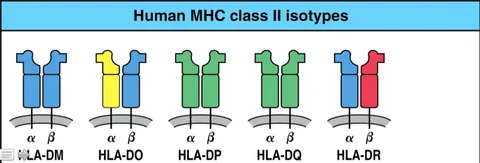 Human MHC class II isotypes
α β α β α β α β α β
HLA-DM HLA-DO HLA-DP HLA-DQ HLA-DR